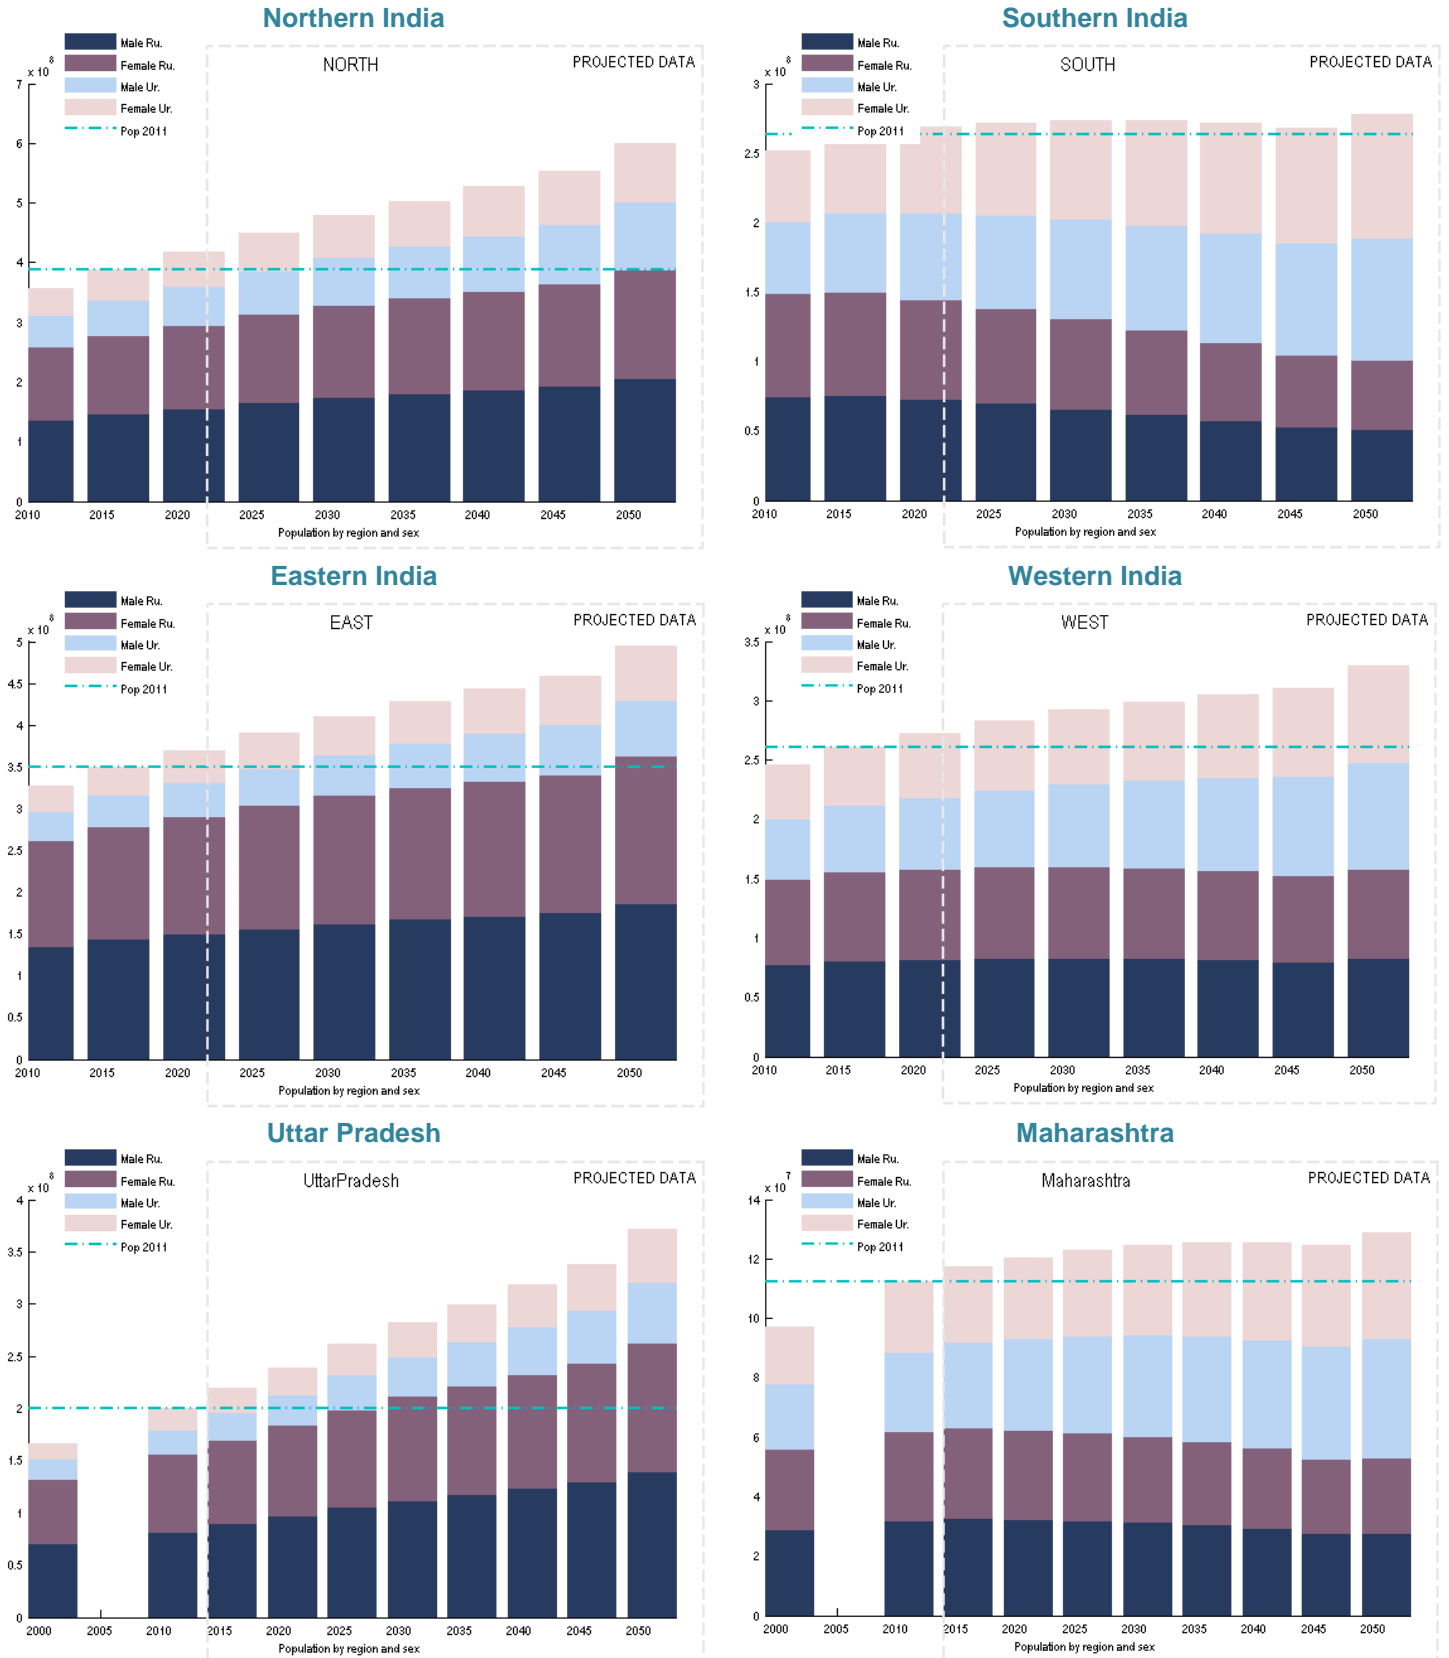 Northern India
Male Ru.
Female Ru.
Male Ur.
Female Ur.
Pop 2011
NORTH
PROJECTED DATA
x 10 8
7
6
5
4
3
2
1
0
2010 2015 2020 2025 2030 2035 2040 2045 2050
Population by region and sex
Southern India
Male Ru.
Female Ru.
Male Ur.
Female Ur.
Pop 2011
SOUTH
PROJECTED DATA
x 10 8
3
2.5
2
1.5
1
0.5
0
2010 2015 2020 2025 2030 2035 2040 2045 2050
Population by region and sex
Eastern India
Male Ru.
Female Ru.
Male Ur.
Female Ur.
Pop 2011
EAST
PROJECTED DATA
x 10 8
5
4.5
4
3.5
3
2.5
2
1.5
1
0.5
0
2010 2015 2020 2025 2030 2035 2040 2045 2050
Population by region and sex
Western India
Male Ru.
Female Ru.
Male Ur.
Female Ur.
Pop 2011
WEST
PROJECTED DATA
x 10 8
3.5
3
2.5
2
1.5
1
0.5
0
2010 2015 2020 2025 2030 2035 2040 2045 2050
Population by region and sex
Uttar Pradesh
Male Ru.
Female Ru.
Male Ur.
Female Ur.
Pop 2011
UttarPradesh
PROJECTED DATA
x 10 8
4
3.5
3
2.5
2
1.5
1
0.5
0
2000 2005 2010 2015 2020 2025 2030 2035 2040 2045 2050
Population by region and sex
Maharashtra
Male Ru.
Female Ru.
Male Ur.
Female Ur.
Pop 2011
Maharashtra
PROJECTED DATA
x 10 7
14
12
10
8
6
4
2
0
2000 2005 2010 2015 2020 2025 2030 2035 2040 2045 2050
Population by region and sex